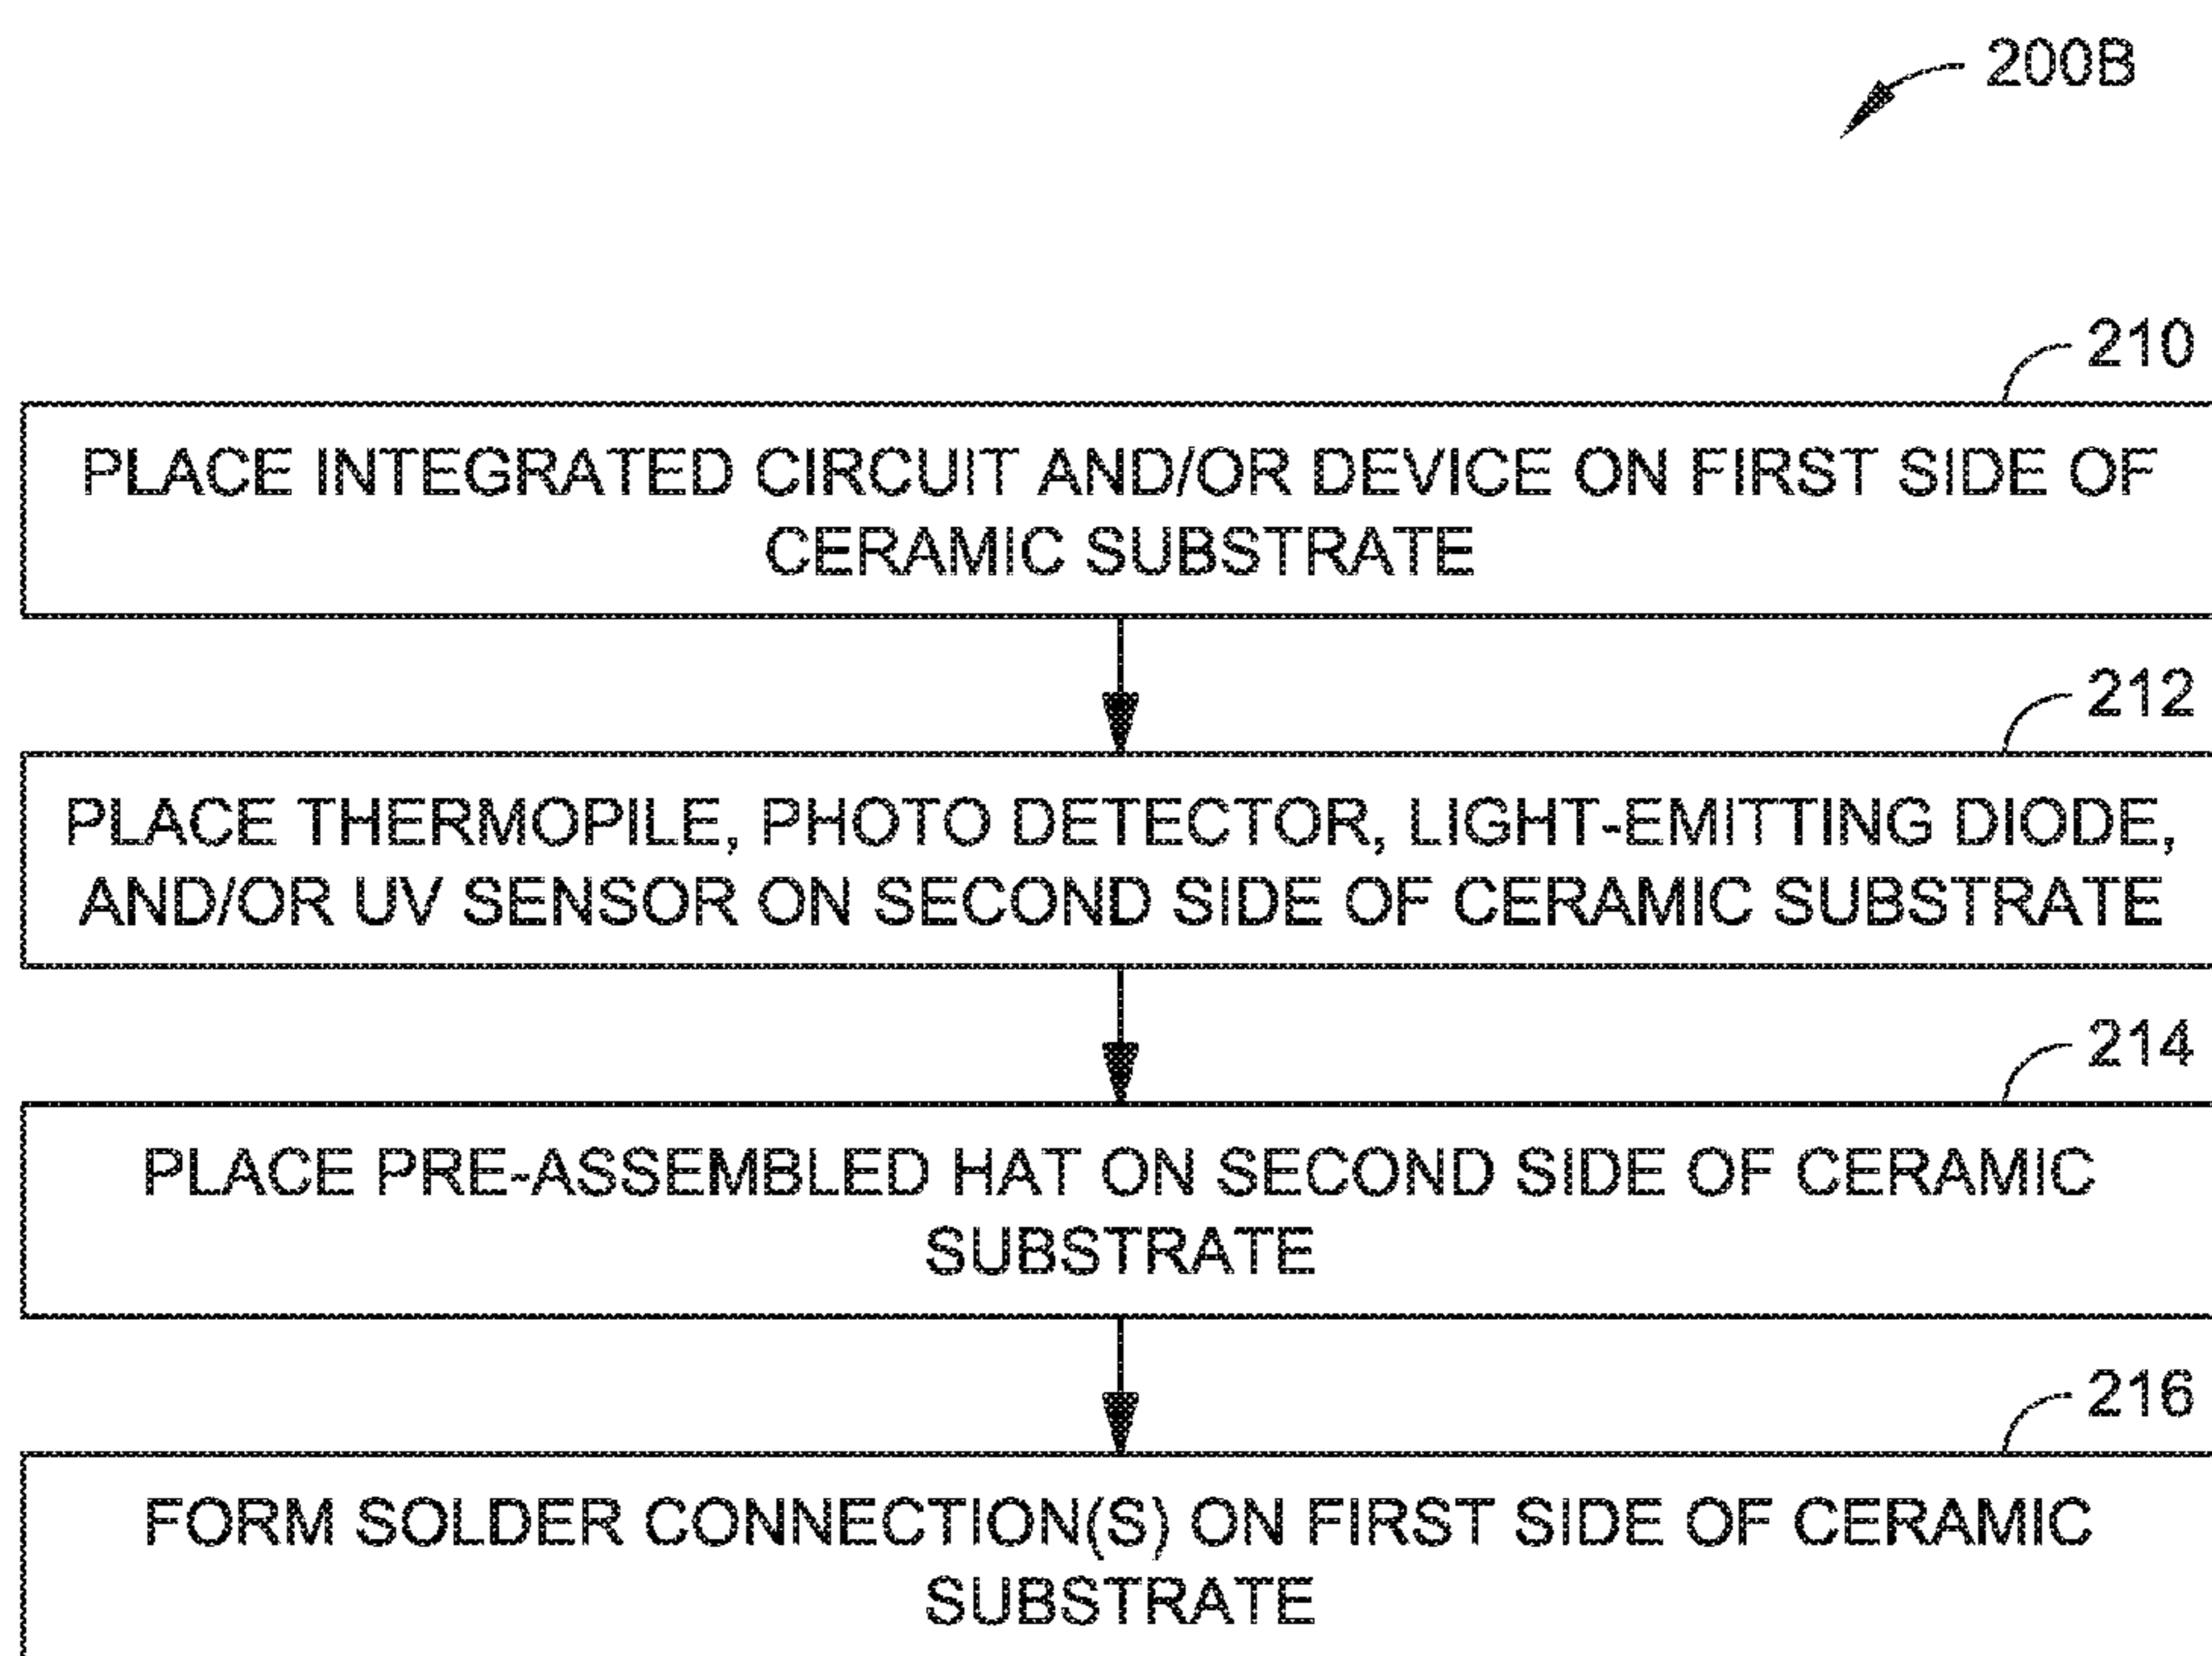 200B
210
PLACE INTEGRATED CIRCUIT AND/OR DEVICE ON FIRST SIDE OF
CERAMIC SUBSTRATE
212
PLACE THERMOPILE, PHOTO DETECTOR, LIGHT-EMITTING DIODE,
AND/OR UV SENSOR ON SECOND SIDE OF CERAMIC SUBSTRATE
214
PLACE PRE-ASSEMBLED HAT ON SECOND SIDE OF CERAMIC
SUBSTRATE
216
FORM SOLDER CONNECTION(S) ON FIRST SIDE OF CERAMIC
SUBSTRATE